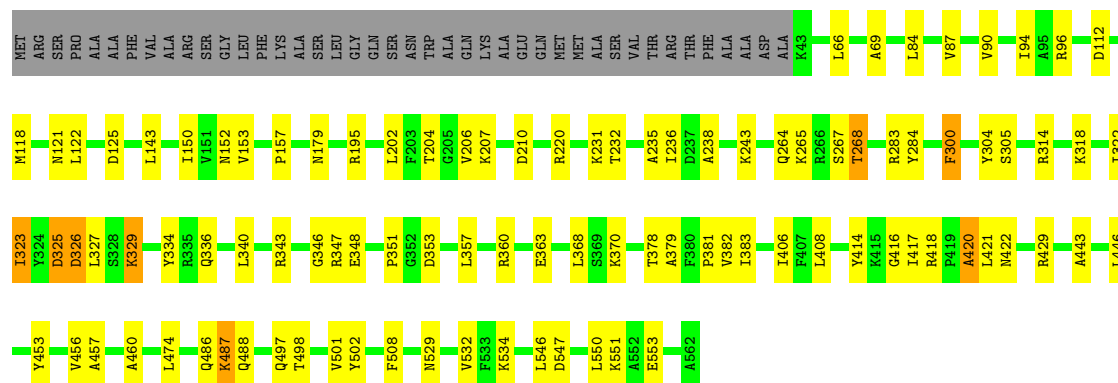 MET ARG SER PRO ALA ALA PHE VAL ALA ARG SER GLY LEU PHE LYS ALA SER LEU GLY GLN SER ASN TRP ALA GLN LYS ALA GLU GLN MET MET ALA SER VAL THR ARG THR PHE ALA ALA ASP ALA K43 L66 A69 L84 V87 V90 I94 A95 R96 D112
M118 N121 L122 D125 L143 I150 V151 N152 V153 P157 N179 R195 L202 F203 T204 G205 V206 K207 D210 R220 K231 T232 A235 I236 D237 A238 K243 Q264 K265 R266 S267 T268 R283 Y284 F300 Y304 S305 R314 K318
I323 Y324 D325 D326 L327 S328 K329 Y334 R335 Q336 L340 R343 G346 R347 E348 P351 G352 D353 L357 R360 E363 L368 S369 K370 T378 A379 F380 P381 V382 I383 I406 F407 L408 Y414 K415 G416 I417 R418 P419 A420 L421 N422 R429 A443
Y453 V456 A457 A460 L474 Q486 K487 Q488 Q497 T498 V501 Y502 F508 N529 V532 F533 K534 L546 D547 L550 K551 A552 E553 A562